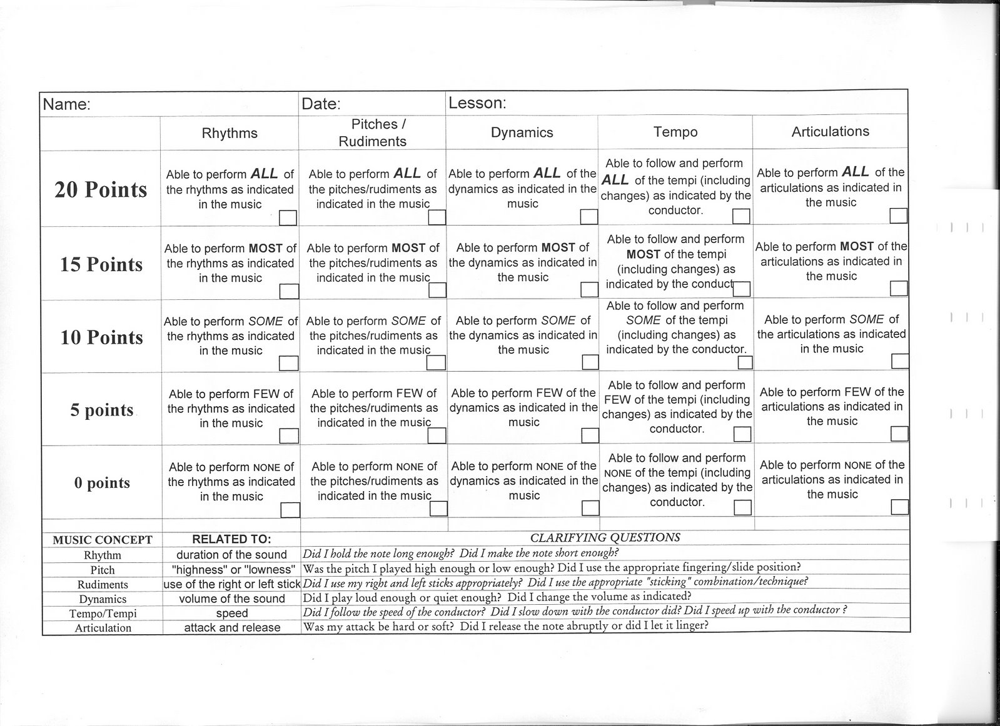 Name: Date: Lesson:
Rhythms
Pitches /
Rudiments
Dynamics
Tempo
Articulations
20 Points
Able to perform ALL of
the rhythms as indicated
in the music
Able to perform ALL of
the pitches/rudiments as
indicated in the music
Able to perform ALL of the
dynamics as indicated in the
music
Able to follow and perform
ALL of the tempi (including
changes) as indicated by the
conductor.
Able to perform ALL of the
articulations as indicated in
the music
15 Points
Able to perform MOST of
the rhythms as indicated
in the music
Able to perform MOST of
the pitches/rudiments as
indicated in the music
Able to perform MOST of
the dynamics as indicated in
the music
Able to follow and perform
MOST of the tempi
(including changes) as
indicated by the conduct
Able to perform MOST of the
articulations as indicated in
the music
10 Points
Able to perform SOME of
the rhythms as indicated
in the music
Able to perform SOME of
the pitches/rudiments as
indicated in the music
Able to perform SOME of
the dynamics as indicated in
the music
Able to follow and perform
SOME of the tempi
(including changes) as
indicated by the conductor.
Able to perform SOME of
the articulations as indicated
in the music
5 points
Able to perform FEW of
the rhythms as indicated
in the music
Able to perform FEW of
the pitches/rudiments as
indicated in the music
Able to perform FEW of the
dynamics as indicated in the
music
Able to follow and perform
FEW of the tempi (including
changes) as indicated by the
conductor.
Able to perform FEW of the
articulations as indicated in
the music
0 points
Able to perform NONE of
the rhythms as indicated
in the music
Able to perform NONE of
the pitches/rudiments as
indicated in the music
Able to perform NONE of the
dynamics as indicated in the
music
Able to follow and perform
NONE of the tempi (including
changes) as indicated by the
conductor.
Able to perform NONE of the
articulations as indicated in
the music
MUSIC CONCEPT RELATED TO: CLARIFYING QUESTIONS
Rhythm duration of the sound Did I hold the note long enough? Did I make the note short enough?
Pitch "highness" or "lowness" Was the pitch I played high enough or low enough? Did I use the appropriate fingering/slide position?
Rudiments use of the right or left stick Did I use my right and left sticks appropriately? Did I use the appropriate "sticking" combination/technique?
Dynamics volume of the sound Did I play loud enough or quiet enough? Did I change the volume as indicated?
Tempo/Tempi speed Did I follow the speed of the conductor? Did I slow down with the conductor did? Did I speed up with the conductor ?
Articulation attack and release Was my attack be hard or soft? Did I release the note abruptly or did I let it linger?